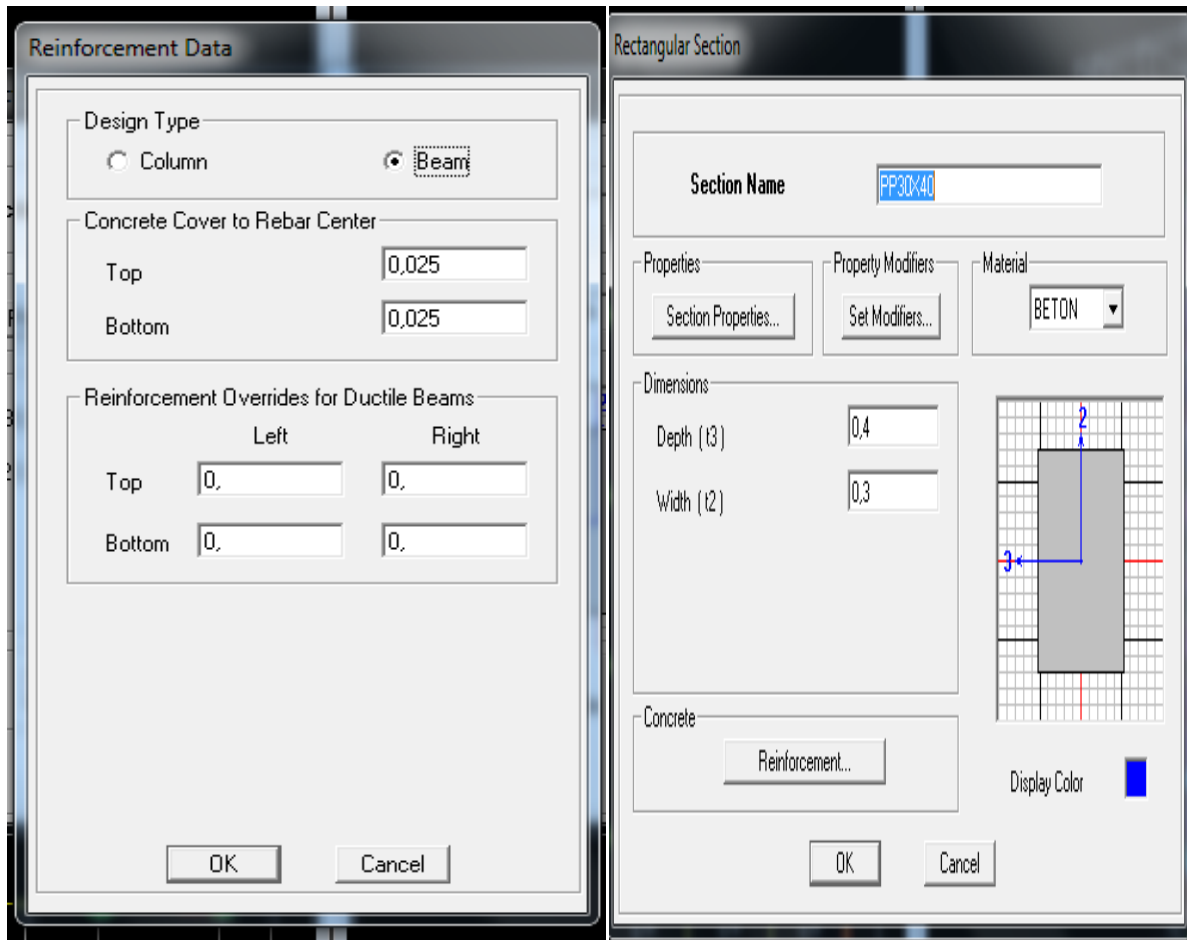 Reinforcement Data
Design Type
Column
Beam
Concrete Cover to Rebar Center
Top
0,025
Bottom
0,025
Reinforcement Overrides for Ductile Beams
Left Right
Top 0, 0,
Bottom 0, 0,
OK Cancel
Rectangular Section
Section Name PP30X40
Properties
Section Properties...
Property Modifiers
Set Modifiers...
Material
BETON
Dimensions
Depth ( t3 ) 0,4
Width ( t2 ) 0,3
2
3
Concrete
Reinforcement...
Display Color
OK Cancel